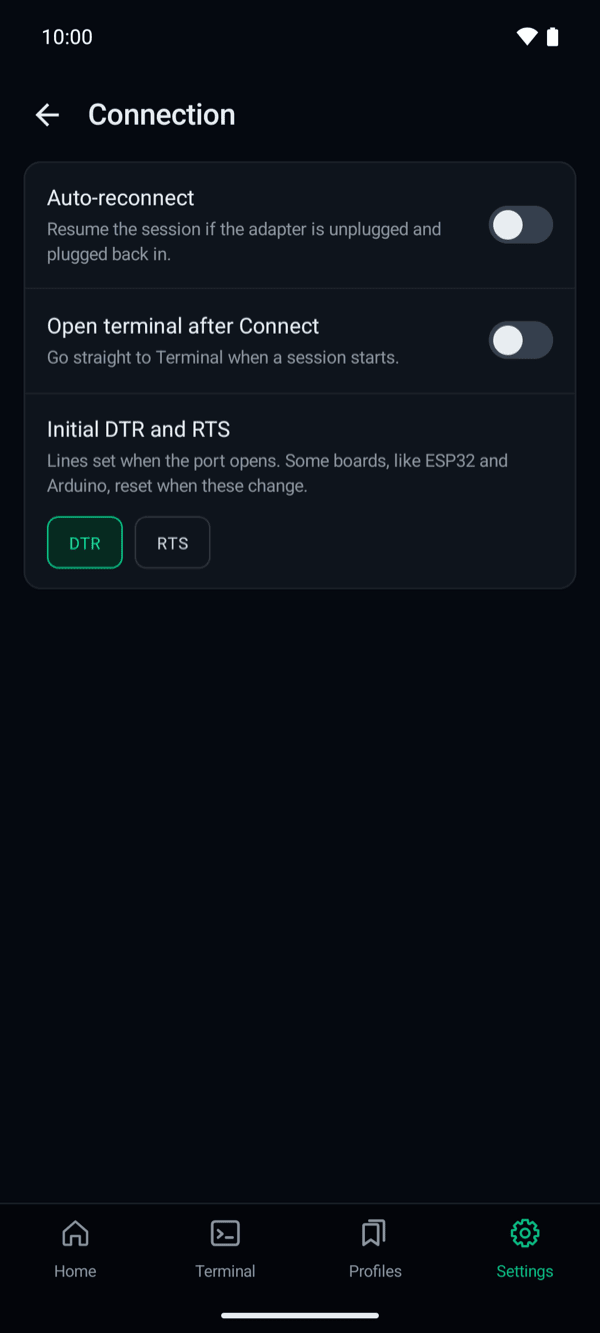 10:00
Connection
Auto-reconnect
Resume the session if the adapter is unplugged and
plugged back in.
Open terminal after Connect
Go straight to Terminal when a session starts.
Initial DTR and RTS
Lines set when the port opens. Some boards, like ESP32 and
Arduino, reset when these change.
DTR
RTS
Home
Terminal
Profiles
Settings